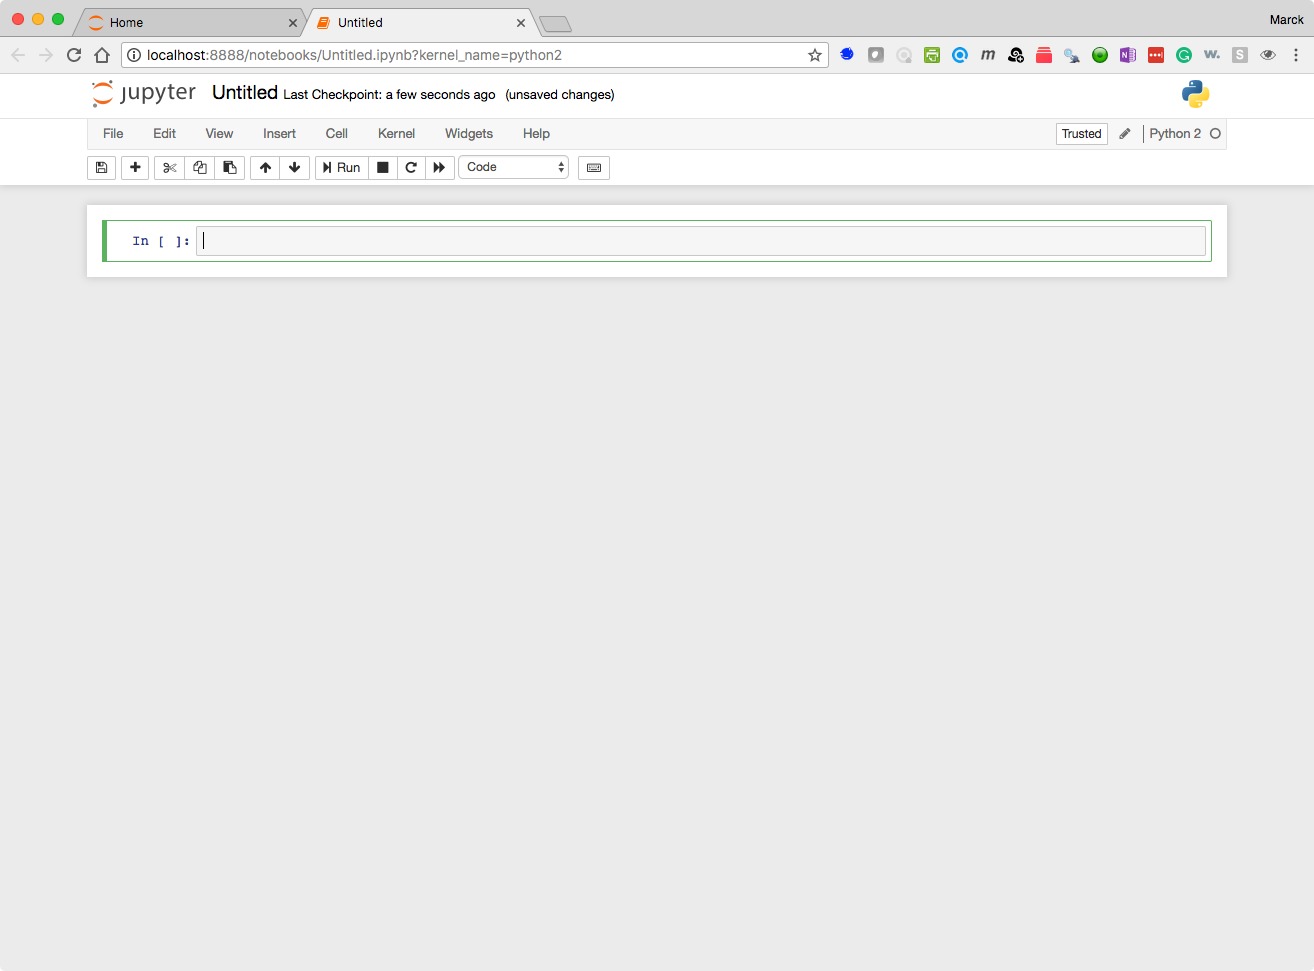 Home
Untitled
Marck
localhost:8888/notebooks/Untitled.ipynb?kernel_name=python2
jupyter Untitled Last Checkpoint: a few seconds ago (unsaved changes)
File Edit View Insert Cell Kernel Widgets Help Trusted Python 2
Run Code
In [ ]: